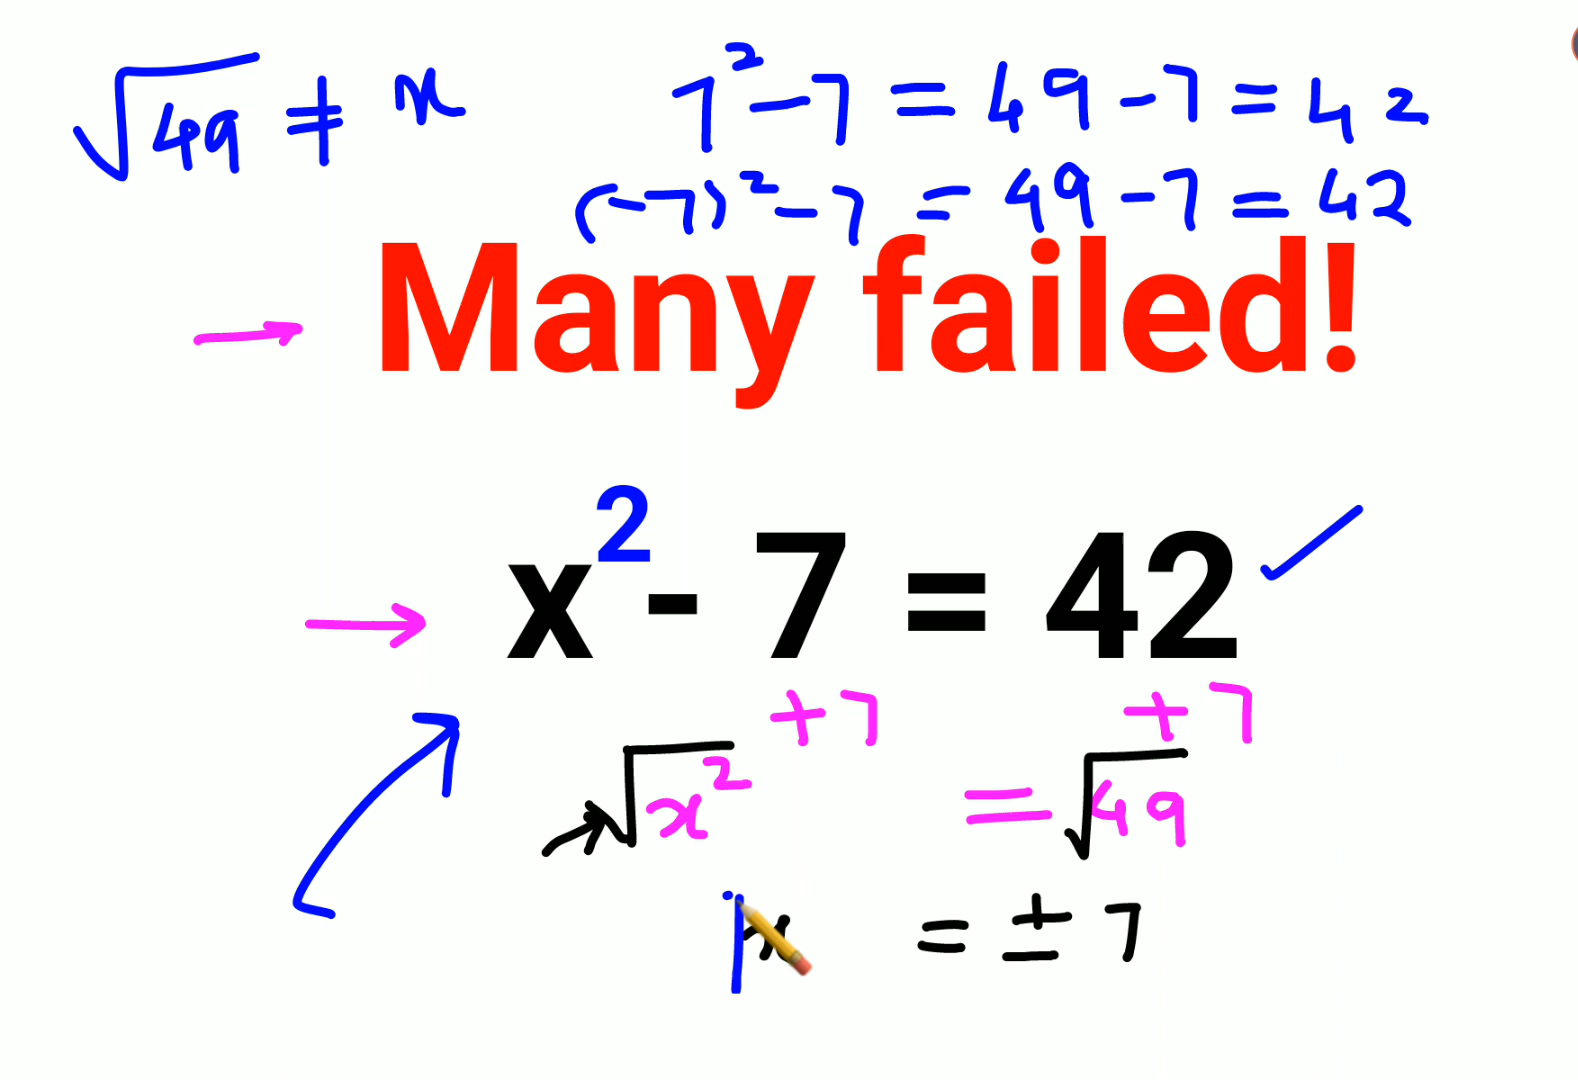 √49 ≠ x
7² - 7 = 49 - 7 = 42
(-7)² - 7 = 49 - 7 = 42
Many failed!
x² - 7 = 42
+7 +7
√x² = √49
x = ± 7